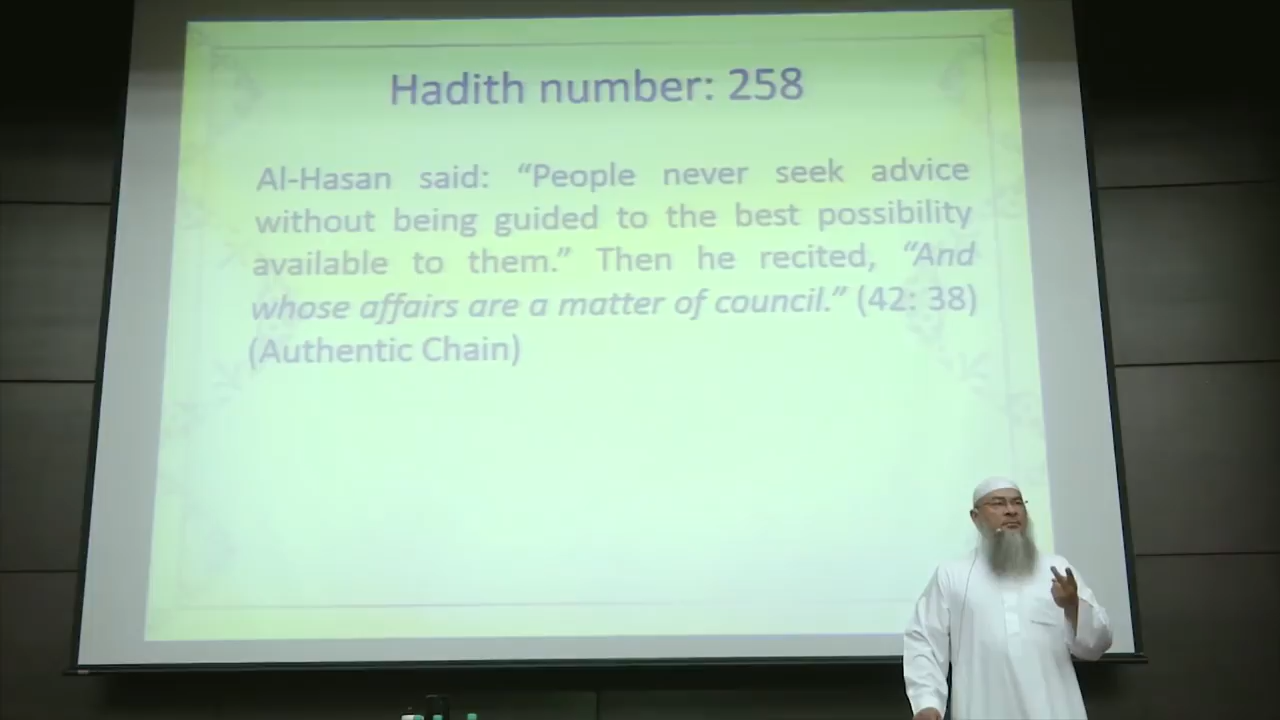 Hadith number: 258
Al-Hasan said: “People never seek advice
without being guided to the best possibility
available to them.” Then he recited, “And
whose affairs are a matter of council.” (42: 38)
(Authentic Chain)